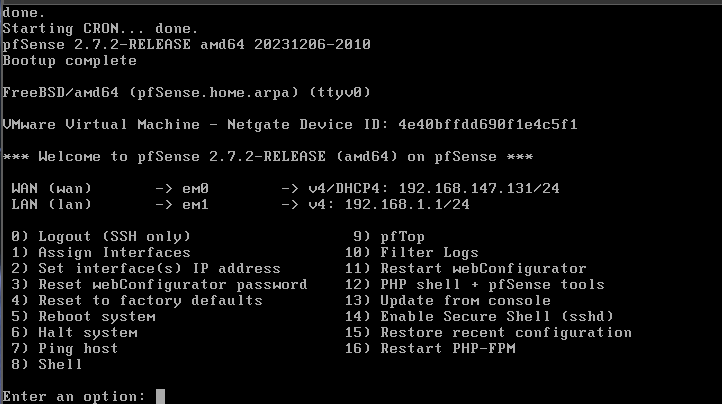 done.
Starting CRON... done.
pfSense 2.7.2-RELEASE amd64 20231206-2010
Bootup complete
FreeBSD/amd64 (pfSense.home.arpa) (ttyv0)
VMware Virtual Machine - Netgate Device ID: 4e40bffdd690f1e4c5f1
*** Welcome to pfSense 2.7.2-RELEASE (amd64) on pfSense ***
WAN (wan) -> em0 -> v4/DHCP4: 192.168.147.131/24
LAN (lan) -> em1 -> v4: 192.168.1.1/24
0) Logout (SSH only) 9) pfTop
1) Assign Interfaces 10) Filter Logs
2) Set interface(s) IP address 11) Restart webConfigurator
3) Reset webConfigurator password 12) PHP shell + pfSense tools
4) Reset to factory defaults 13) Update from console
5) Reboot system 14) Enable Secure Shell (sshd)
6) Halt system 15) Restore recent configuration
7) Ping host 16) Restart PHP-FPM
8) Shell
Enter an option: